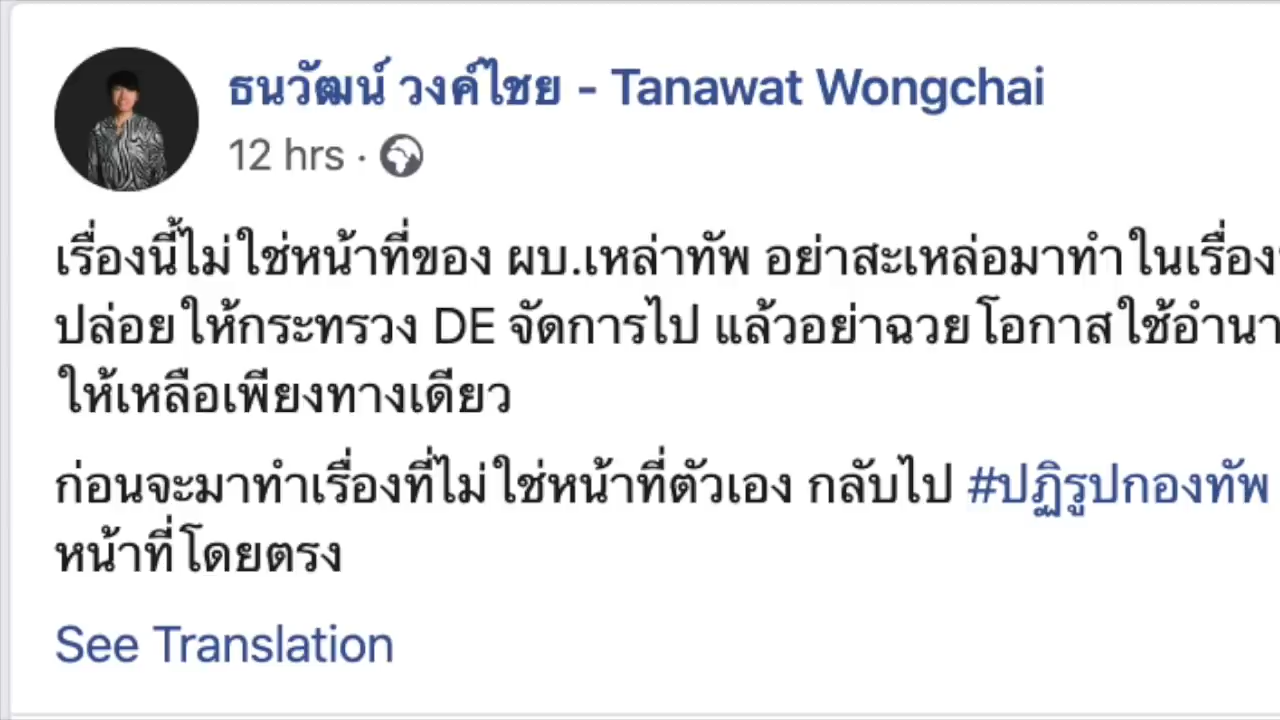 ธนวัฒน์ วงค์ไชย - Tanawat Wongchai
12 hrs ·
เรื่องนี้ไม่ใช่หน้าที่ของ ผบ.เหล่าทัพ อย่าสะเหล่อมาทำในเรื่อง
ปล่อยให้กระทรวง DE จัดการไป แล้วอย่าฉวยโอกาสใช้อำนา
ให้เหลือเพียงทางเดียว
ก่อนจะมาทำเรื่องที่ไม่ใช่หน้าที่ตัวเอง กลับไป #ปฏิรูปกองทัพ
หน้าที่โดยตรง
See Translation